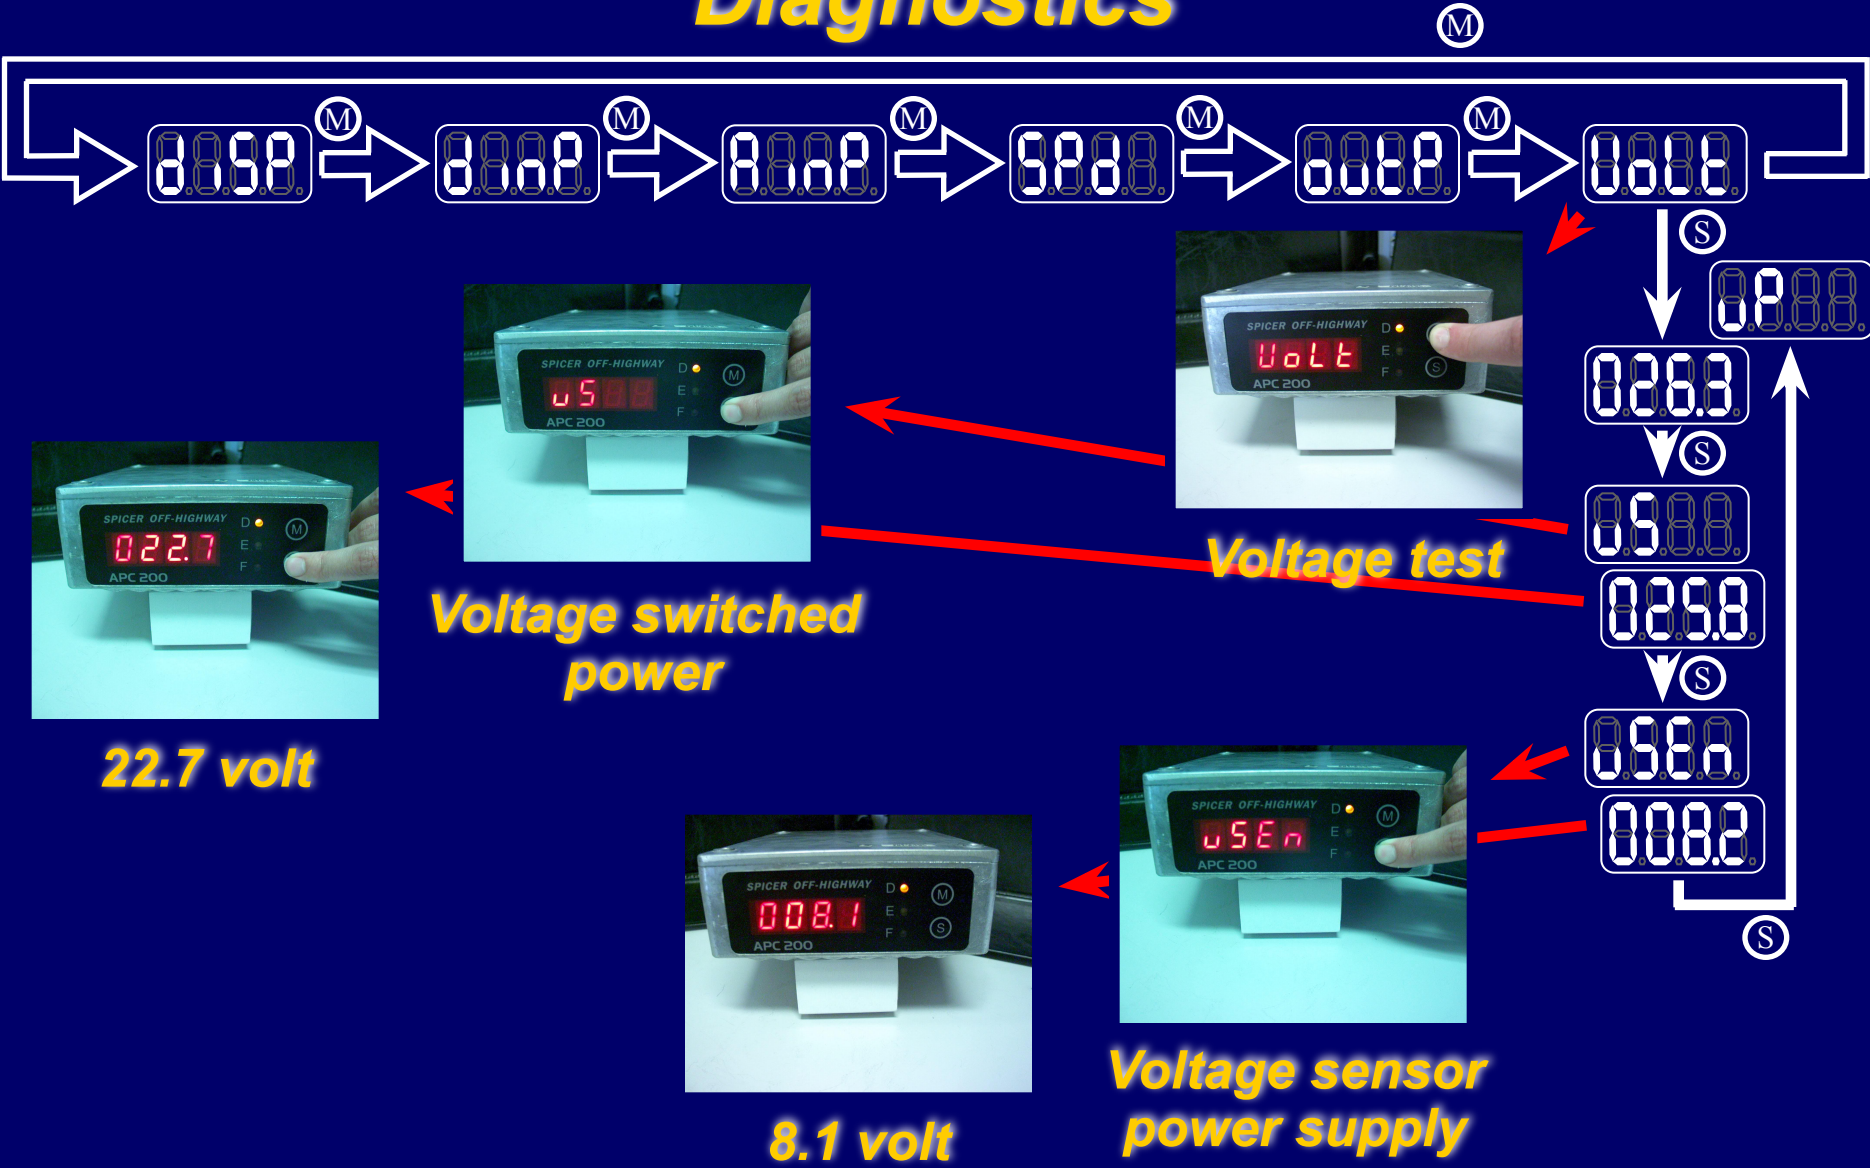 Diagnostics
M
M
M
M
M
M
diSP
dinP
AinP
SPd
outP
VoLt
S
uP
026.3
S
uS
025.8
S
uSEn
008.2
S
SPICER OFF-HIGHWAY
VoLt
APC 200
D
E
F
S
Voltage test
SPICER OFF-HIGHWAY
uS
APC 200
D
E
F
M
Voltage switched
power
SPICER OFF-HIGHWAY
022.7
APC 200
D
E
F
M
22.7 volt
SPICER OFF-HIGHWAY
uSEn
APC 200
D
E
F
M
Voltage sensor
power supply
SPICER OFF-HIGHWAY
008.1
APC 200
D
E
F
M
S
8.1 volt